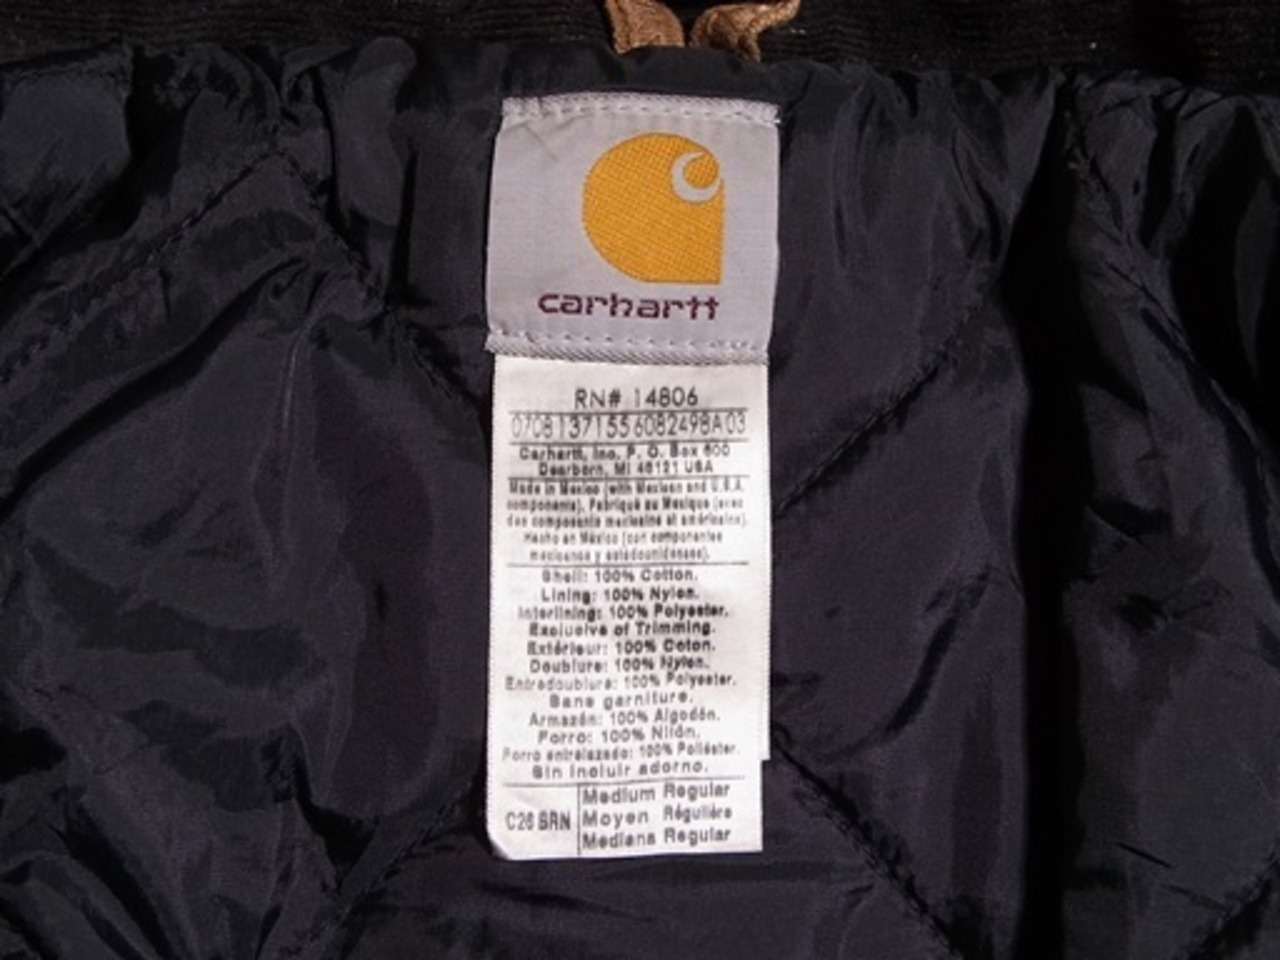 carhartt
RN# 14806
0708137155 6082498A 03
Carhartt, Inc. P. O. Box 600
Dearborn, MI 48121 USA
Made in Mexico (with Mexican and U.S.A.
components). Fabriqué au Mexique (avec
des composants mexicains et américains).
Hecho en México (con componentes
mexicanos y estadounidenses).
Shell: 100% Cotton.
Lining: 100% Nylon.
Interlining: 100% Polyester.
Exclusive of Trimming.
Extérieur: 100% Coton.
Doublure: 100% Nylon.
Entredoublure: 100% Polyester.
Sans garniture.
Armazón: 100% Algodón.
Forro: 100% Nilón.
Forro entrelazado: 100% Poliéster.
Sin incluir adorno.
C26 BRN
Medium Regular
Moyen Régulière
Mediana Regular